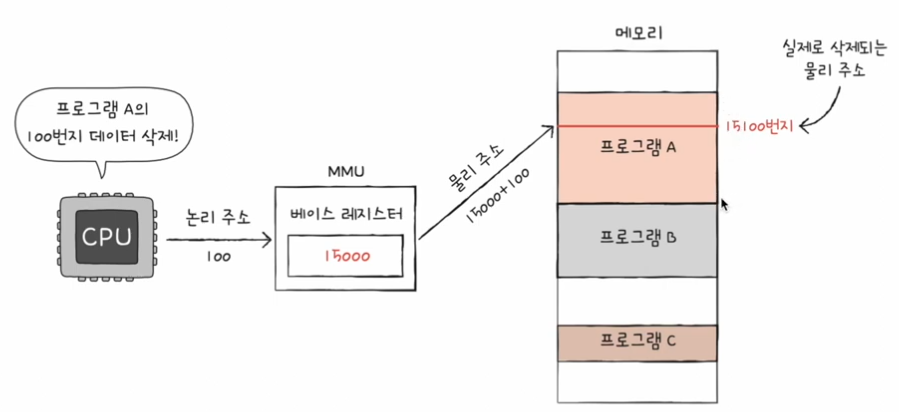 프로그램 A의
100번지 데이터 삭제!
CPU
논리 주소
100
MMU
베이스 레지스터
15000
물리 주소
15000+100
메모리
프로그램 A
프로그램 B
프로그램 C
15100번지
실제로 삭제되는
물리 주소